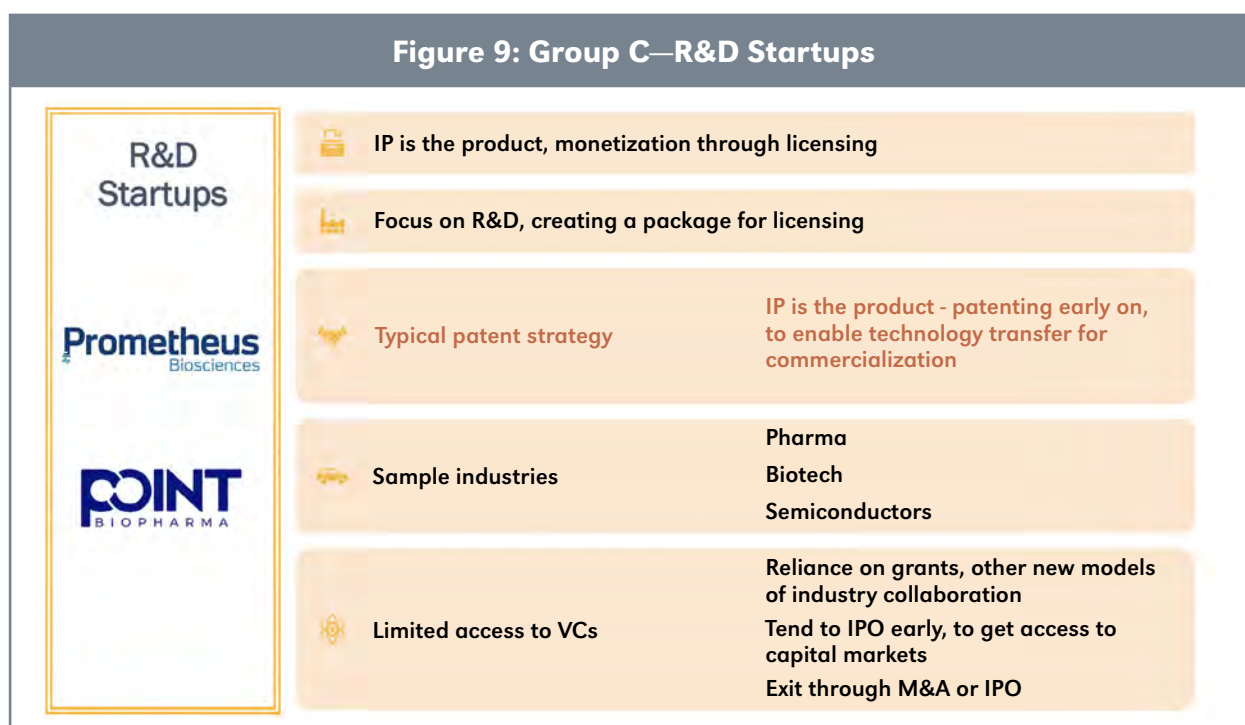 Figure 9: Group C—R&D Startups
R&D
Startups
Prometheus
Biosciences
POINT
BIOPHARMA
IP is the product, monetization through licensing
Focus on R&D, creating a package for licensing
Typical patent strategy
IP is the product - patenting early on,
to enable technology transfer for
commercialization
Sample industries
Pharma
Biotech
Semiconductors
Limited access to VCs
Reliance on grants, other new models
of industry collaboration
Tend to IPO early, to get access to
capital markets
Exit through M&A or IPO